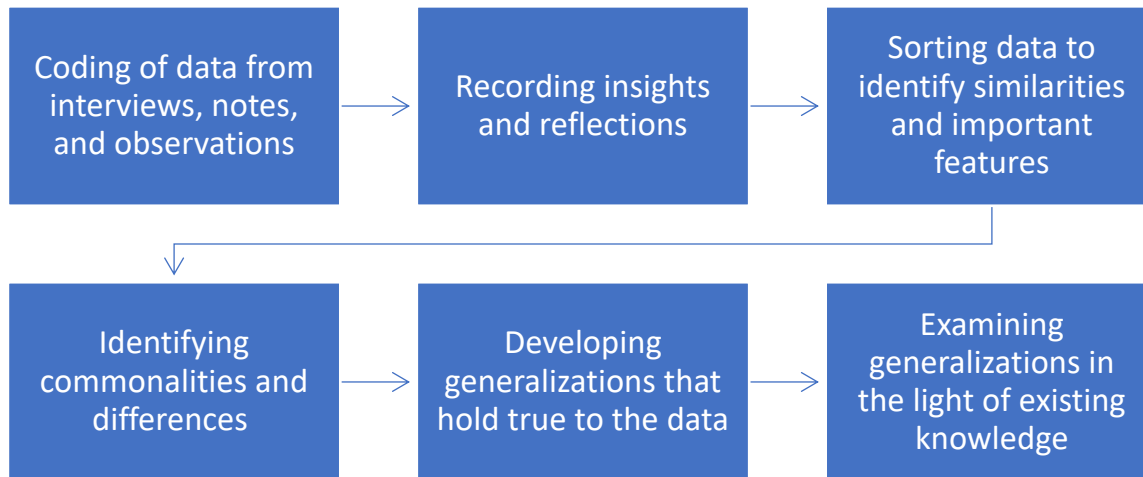 Coding of data from
interviews, notes,
and observations
Recording insights
and reflections
Sorting data to
identify similarities
and important
features
Identifying
commonalities and
differences
Developing
generalizations that
hold true to the data
Examining
generalizations in
the light of existing
knowledge